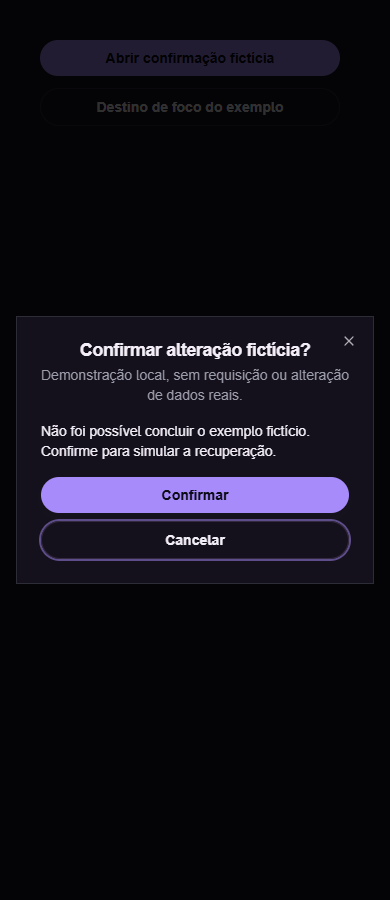 Abrir confirmação fictícia
Destino de foco do exemplo
Confirmar alteração fictícia?
Demonstração local, sem requisição ou alteração
de dados reais.
Não foi possível concluir o exemplo fictício.
Confirme para simular a recuperação.
Confirmar
Cancelar